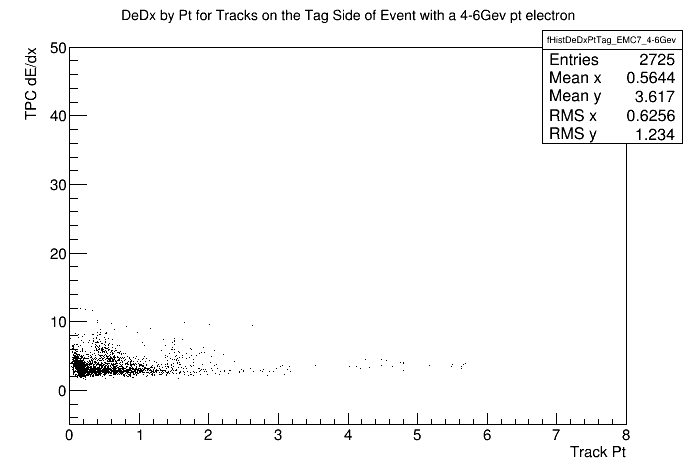 DeDx by Pt for Tracks on the Tag Side of Event with a 4-6Gev pt electron
fHistDeDxPtTag_EMC7_4-6Gev
Entries 2725
Mean x 0.5644
Mean y 3.617
RMS x 0.6256
RMS y 1.234
TPC dE/dx
50
40
30
20
10
0
0 1 2 3 4 5 6 7 8
Track Pt